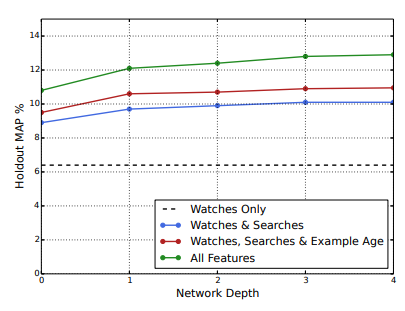 14
12
10
8
6
4
2
0
Holdout MAP %
Watches Only
Watches & Searches
Watches, Searches & Example Age
All Features
0 1 2 3 4
Network Depth